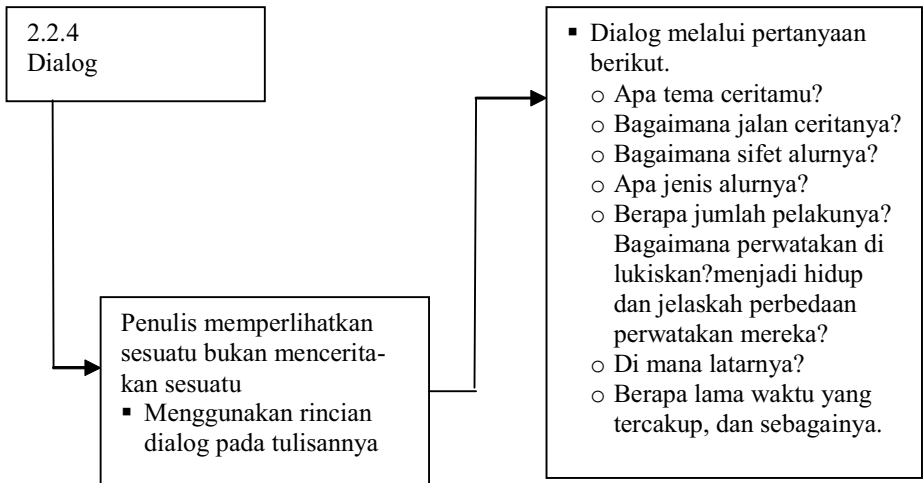 2.2.4
Dialog
Penulis memperlihatkan
sesuatu bukan mencerita-
kan sesuatu
▪ Menggunakan rincian
dialog pada tulisannya
▪ Dialog melalui pertanyaan
berikut.
o Apa tema ceritamu?
o Bagaimana jalan ceritanya?
o Bagaimana sifet alurnya?
o Apa jenis alurnya?
o Berapa jumlah pelakunya?
Bagaimana perwatakan di
lukiskan?menjadi hidup
dan jelaskah perbedaan
perwatakan mereka?
o Di mana latarnya?
o Berapa lama waktu yang
tercakup, dan sebagainya.